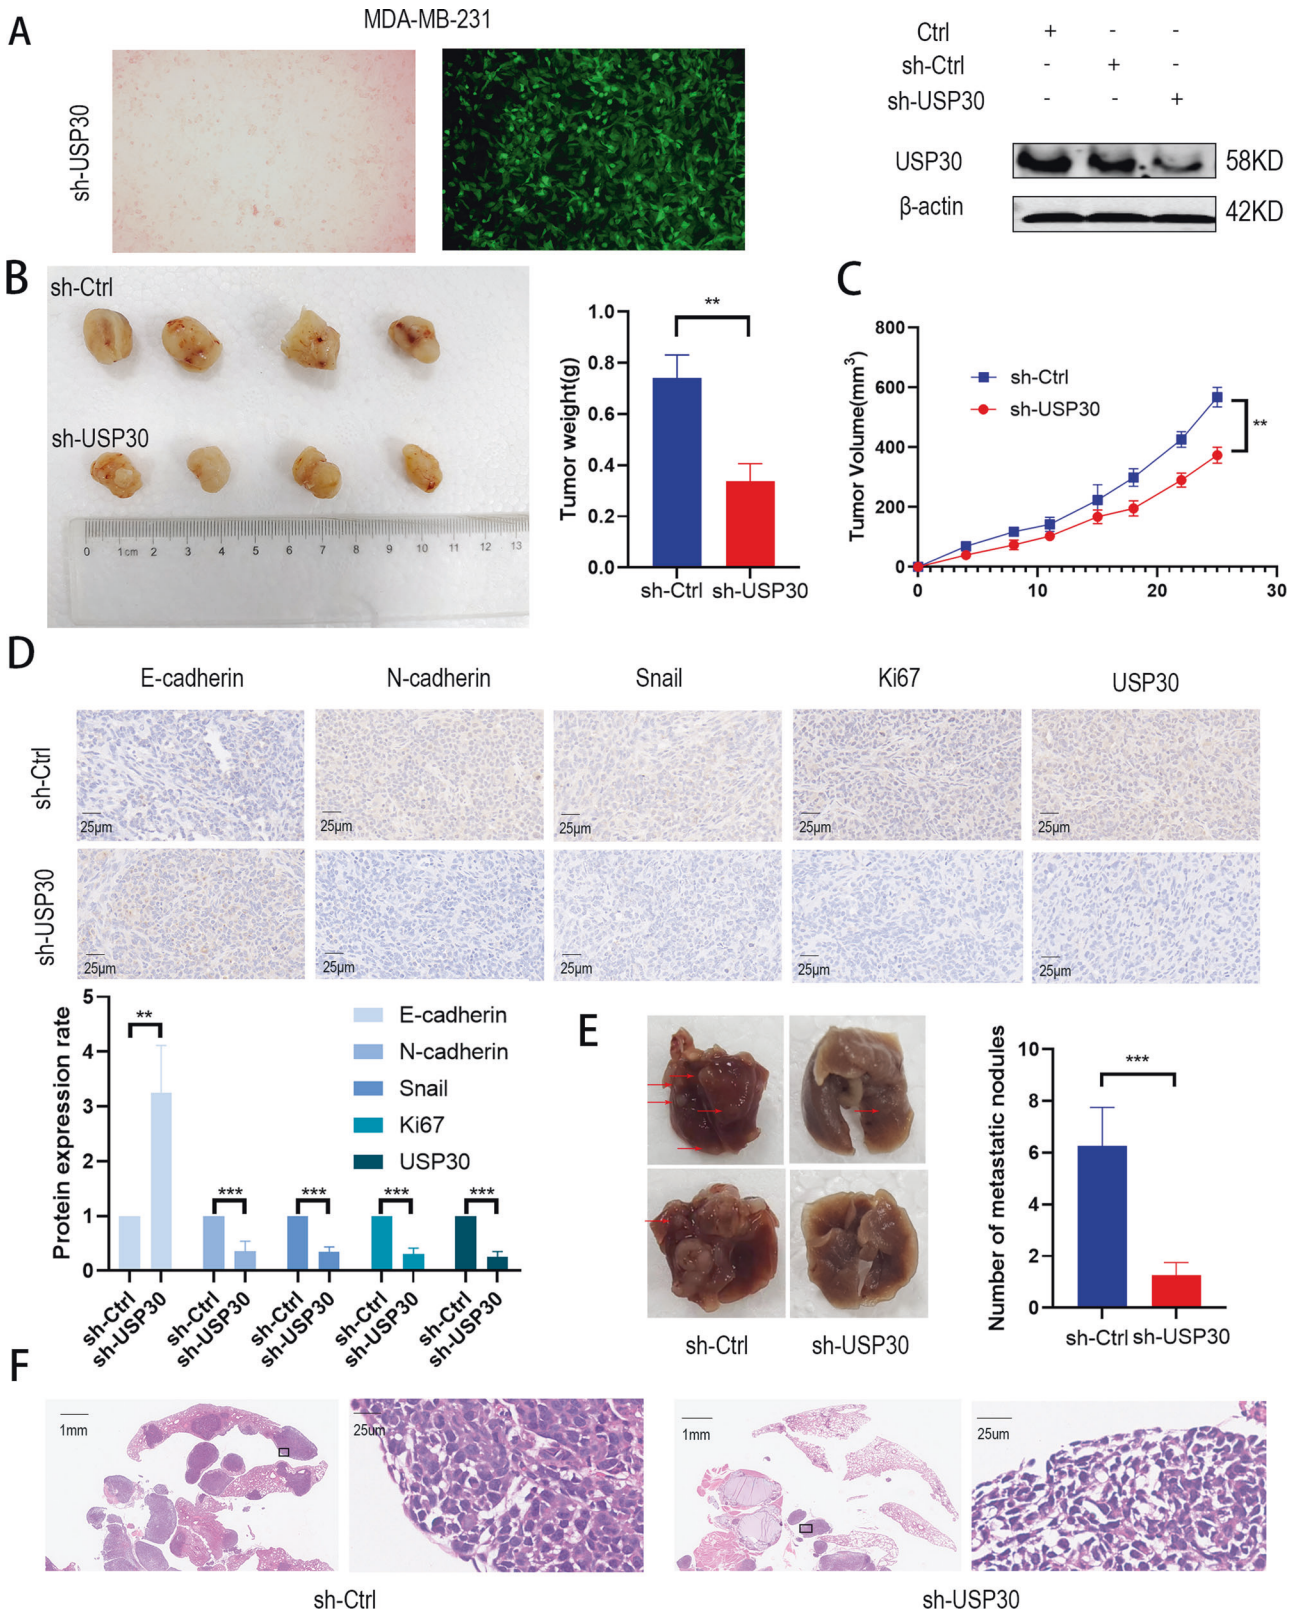 A
MDA-MB-231
sh-USP30
Ctrl + - -
sh-Ctrl - + -
sh-USP30 - - +
USP30 58KD
β-actin 42KD
B
sh-Ctrl
sh-USP30
0 1cm 2 3 4 5 6 7 8 9 10 11 12 13
Tumor weight(g)
1.0
0.8
0.6
0.4
0.2
0.0
**
sh-Ctrl sh-USP30
C
Tumor Volume(mm³)
800
600
400
200
0
sh-Ctrl
sh-USP30
**
0 10 20 30
D
E-cadherin N-cadherin Snail Ki67 USP30
sh-Ctrl
25μm 25μm 25μm 25μm 25μm
sh-USP30
25μm 25μm 25μm 25μm 25μm
Protein expression rate
5
4
3
2
1
0
** *** *** *** ***
E-cadherin
N-cadherin
Snail
Ki67
USP30
sh-Ctrl sh-USP30 sh-Ctrl sh-USP30 sh-Ctrl sh-USP30 sh-Ctrl sh-USP30 sh-Ctrl sh-USP30
E
sh-Ctrl sh-USP30
Number of metastatic nodules
10
8
6
4
2
0
***
sh-Ctrl sh-USP30
F
1mm 25um 1mm 25um
sh-Ctrl sh-USP30